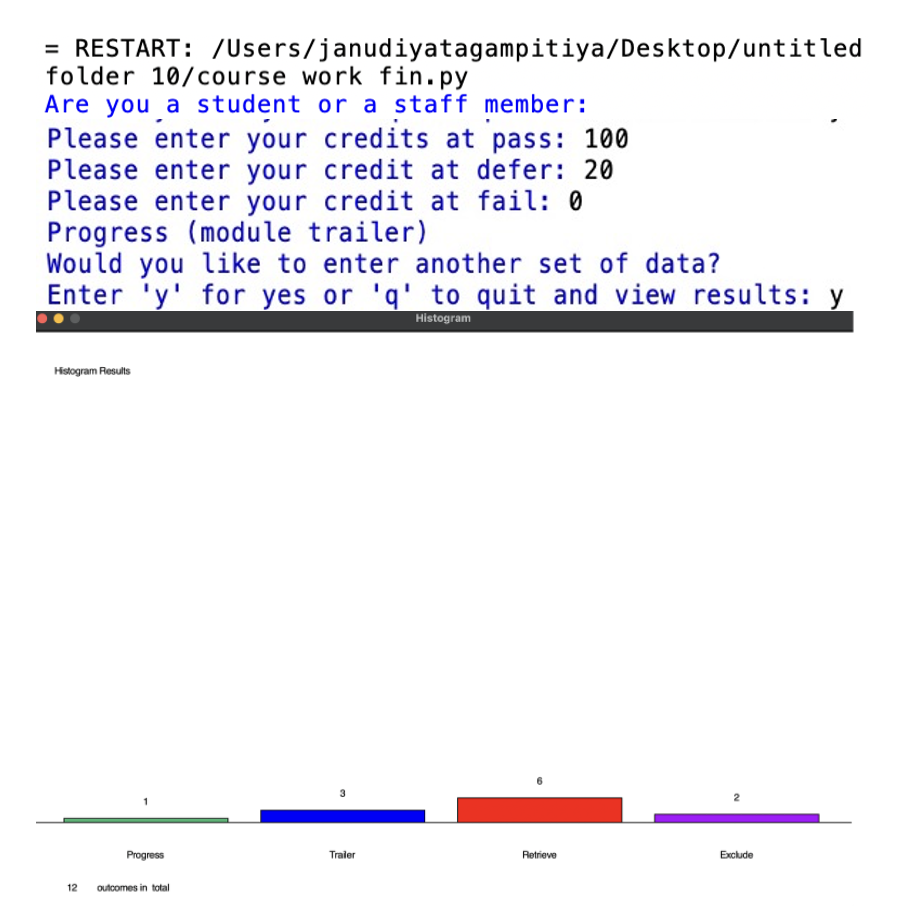 = RESTART: /Users/janudiyatagampitiya/Desktop/untitled
folder 10/course work fin.py
Are you a student or a staff member:
Please enter your credits at pass: 100
Please enter your credit at defer: 20
Please enter your credit at fail: 0
Progress (module trailer)
Would you like to enter another set of data?
Enter 'y' for yes or 'q' to quit and view results: y
Histogram
Histogram Results
1 3 6 2
Progress Trailer Retrieve Exclude
12 outcomes in total